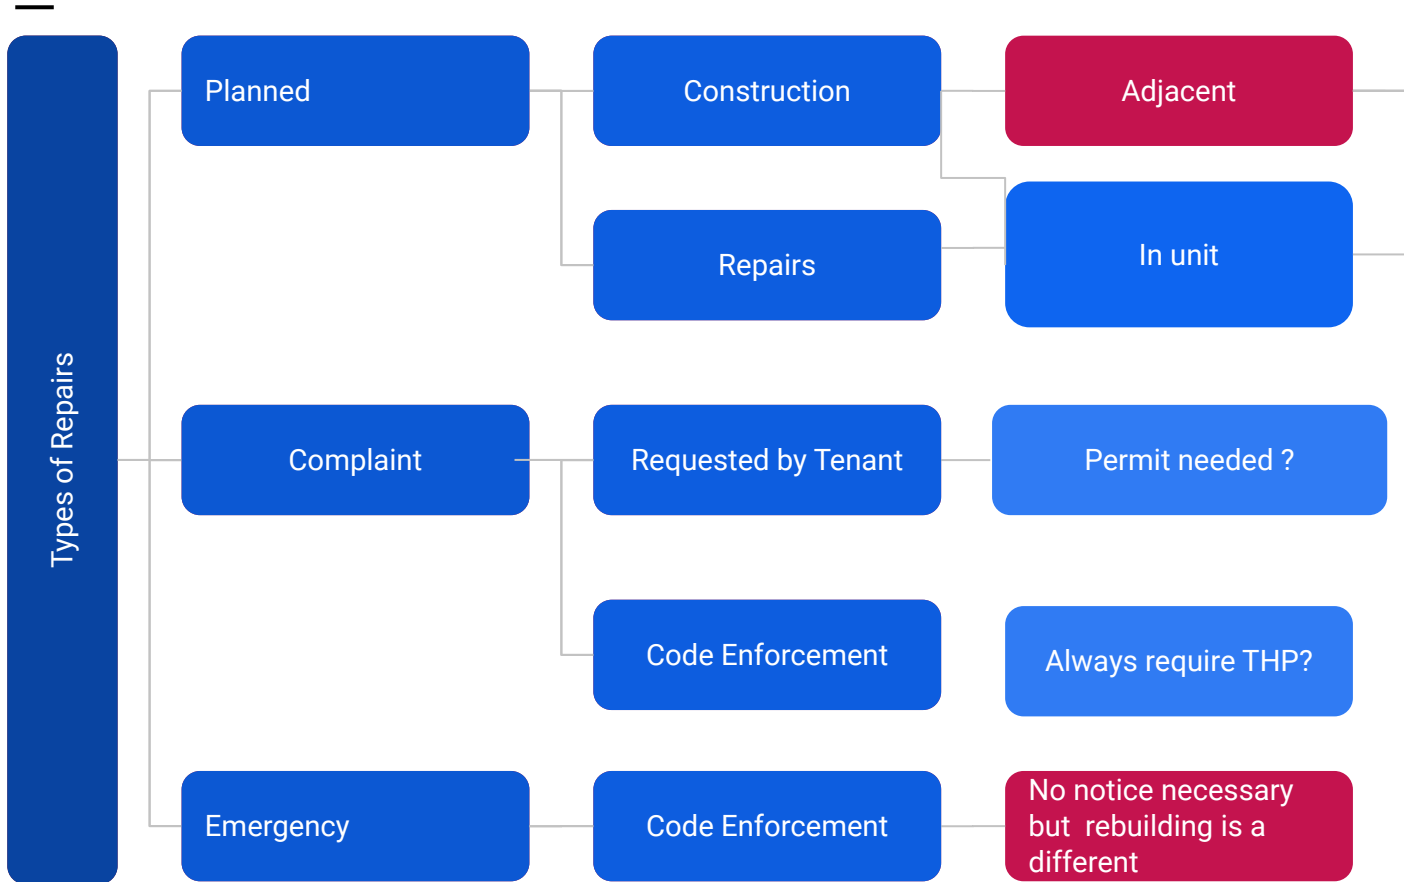 Types of Repairs
Planned
Construction
Adjacent
Repairs
In unit
Complaint
Requested by Tenant
Permit needed ?
Code Enforcement
Always require THP?
Emergency
Code Enforcement
No notice necessary
but  rebuilding is a
different